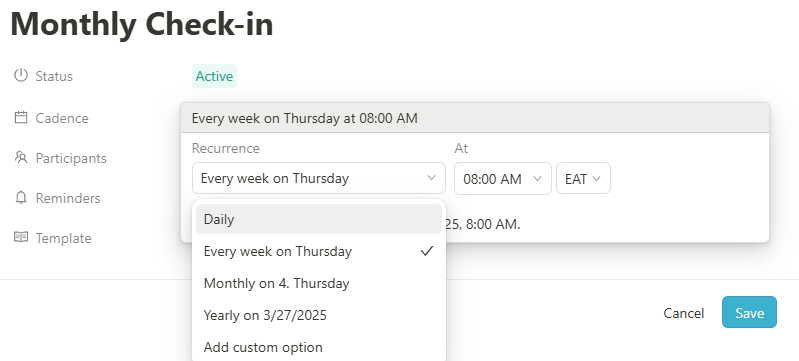 Monthly Check-in
Status
Active
Cadence
Every week on Thursday at 08:00 AM
Recurrence
At
Participants
Every week on Thursday
08:00 AM
EAT
Reminders
Daily
25, 8:00 AM.
Template
Every week on Thursday
Monthly on 4. Thursday
Yearly on 3/27/2025
Add custom option
Cancel
Save